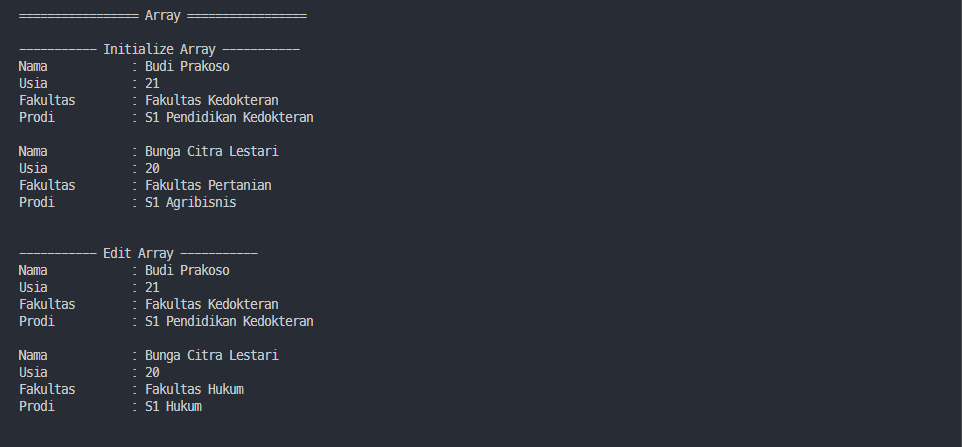 ================= Array =================
----------- Initialize Array -----------
Nama : Budi Prakoso
Usia : 21
Fakultas : Fakultas Kedokteran
Prodi : S1 Pendidikan Kedokteran
Nama : Bunga Citra Lestari
Usia : 20
Fakultas : Fakultas Pertanian
Prodi : S1 Agribisnis
----------- Edit Array -----------
Nama : Budi Prakoso
Usia : 21
Fakultas : Fakultas Kedokteran
Prodi : S1 Pendidikan Kedokteran
Nama : Bunga Citra Lestari
Usia : 20
Fakultas : Fakultas Hukum
Prodi : S1 Hukum